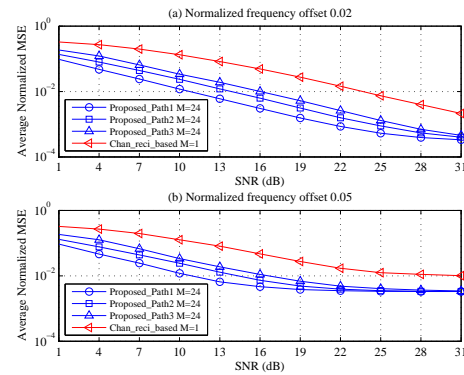 (a) Normalized frequency offset 0.02
Average Normalized MSE
10^0
10^-2
10^-4
Proposed_Path1 M=24
Proposed_Path2 M=24
Proposed_Path3 M=24
Chan_reci_based M=1
1 4 7 10 13 16 19 22 25 28 31
SNR (dB)
(b) Normalized frequency offset 0.05
Average Normalized MSE
10^0
10^-2
10^-4
Proposed_Path1 M=24
Proposed_Path2 M=24
Proposed_Path3 M=24
Chan_reci_based M=1
1 4 7 10 13 16 19 22 25 28 31
SNR (dB)